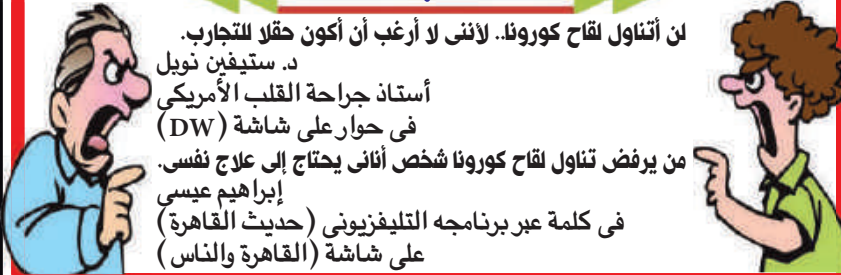 لن أتناول لقاح كورونا.. لأننى لا أرغب أن أكون حقلا للتجارب.
د. ستيفين نوبل
أستاذ جراحة القلب الأمريكى
فى حوار على شاشة (DW)
من يرفض تناول لقاح كورونا شخص أنانى يحتاج إلى علاج نفسى.
إبراهيم عيسى
فى كلمة عبر برنامجه التليفزيونى (حديث القاهرة)
على شاشة (القاهرة والناس)